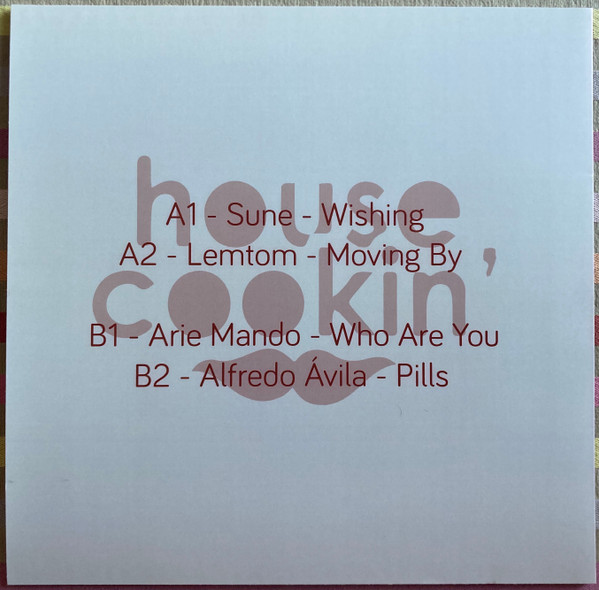 house
A1 - Sune - Wishing
A2 - Lemtom - Moving By
cookin'
B1 - Arie Mando - Who Are You
B2 - Alfredo Ávila - Pills